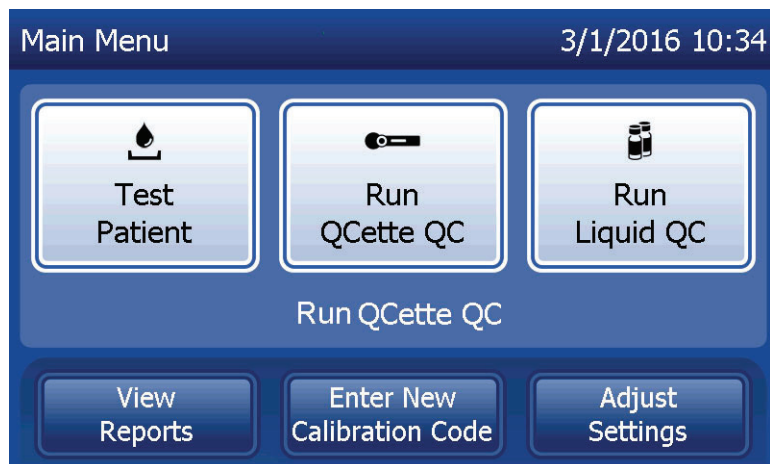 Main Menu
3/1/2016 10:34
Test
Patient
Run
QCette QC
Run
Liquid QC
Run QCette QC
View
Reports
Enter New
Calibration Code
Adjust
Settings